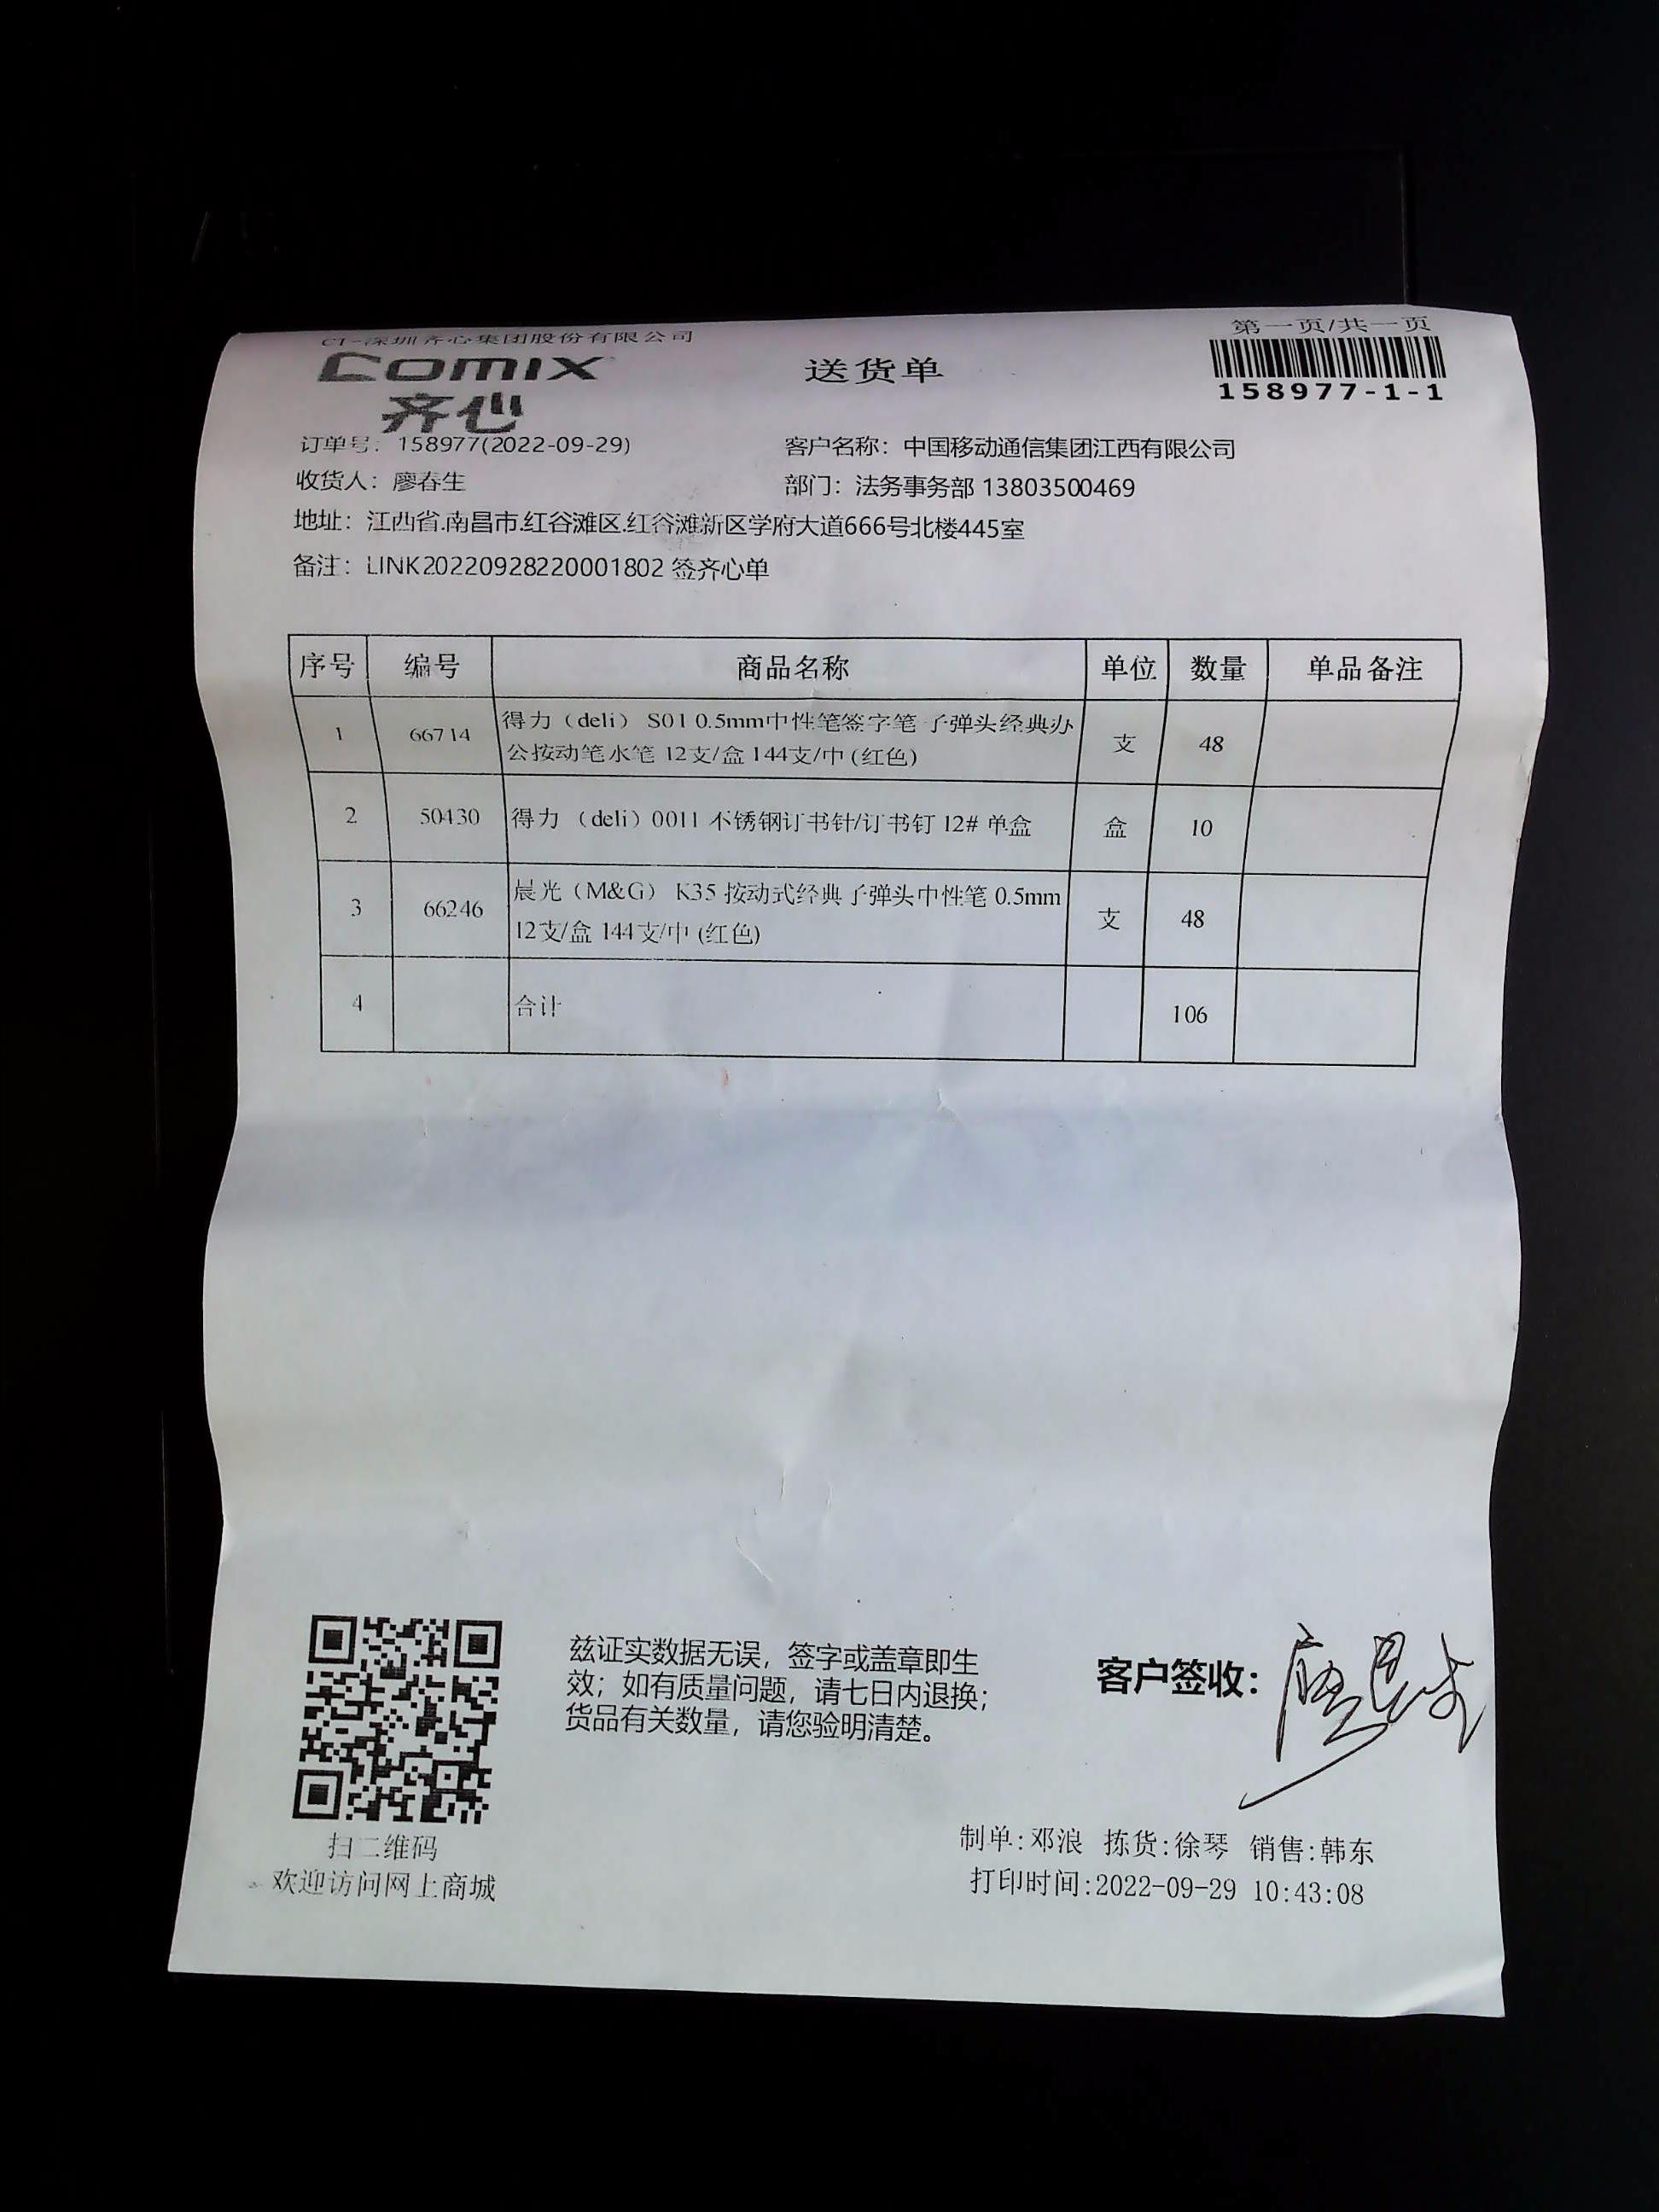 CT-深圳齐心集团股份有限公司
第一页/共一页
comix
齐心
送货单
158977-1-1
订单号：158977(2022-09-29)
客户名称：中国移动通信集团江西有限公司
收货人：廖春生
部门：法务事务部 13803500469
地址：江西省.南昌市.红谷滩区.红谷滩新区学府大道666号北楼445室
备注：LINK20220928220001802 签齐心单
序号 编号 商品名称 单位 数量 单品备注
1 66714 得力（deli） S01 0.5mm中性笔签字笔 子弹头经典办
公按动笔水笔 12支/盒 144支/中 (红色) 支 48
2 50430 得力 （deli）0011 不锈钢订书针/订书钉 12# 单盒 盒 10
3 66246 晨光（M&G） K35 按动式经典子弹头中性笔 0.5mm
12支/盒 144支/中 (红色) 支 48
4 合计 106
兹证实数据无误，签字或盖章即生
效；如有质量问题，请七日内退换；
货品有关数量，请您验明清楚。
客户签收：
扫二维码
欢迎访问网上商城
制单:邓浪 拣货:徐琴 销售:韩东
打印时间:2022-09-29 10:43:08